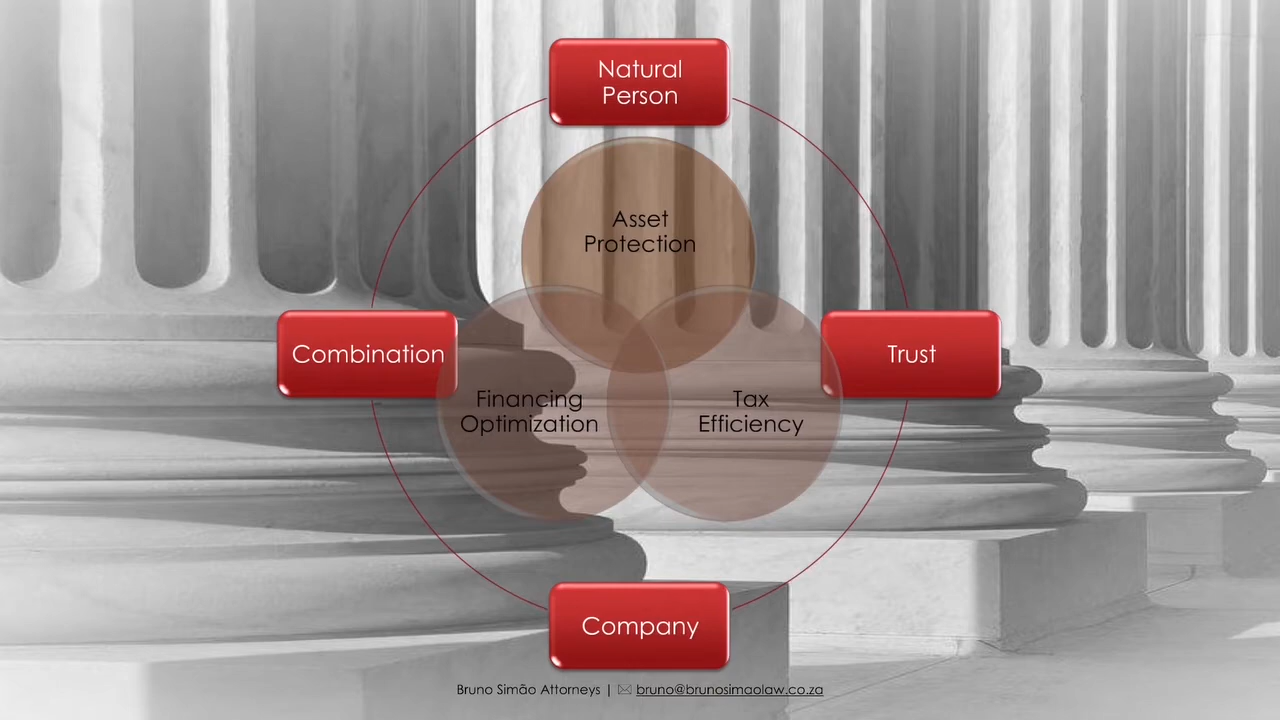 Natural
Person
Asset
Protection
Combination
Trust
Financing
Optimization
Tax
Efficiency
Company
Bruno Simão Attorneys | ✉ bruno@brunosimaolaw.co.za